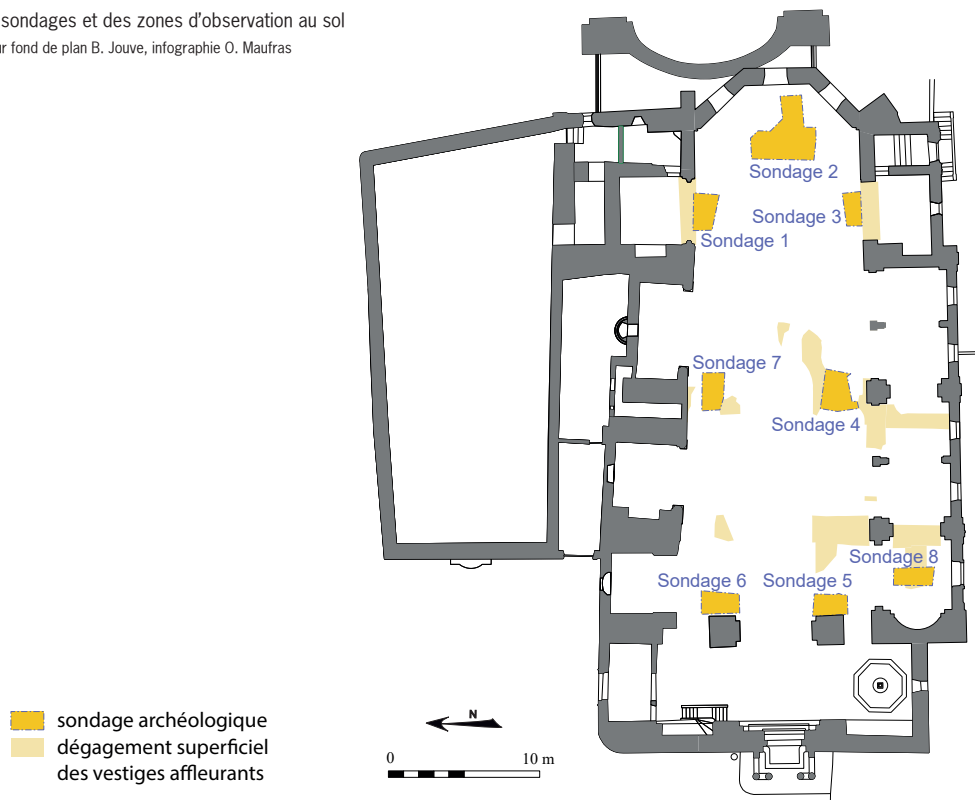 sondages et des zones d'observation au sol
ur fond de plan B. Jouve, infographie O. Maufras
Sondage 2
Sondage 3
Sondage 1
Sondage 7
Sondage 4
Sondage 8
Sondage 6
Sondage 5
sondage archéologique
dégagement superficiel
des vestiges affleurants
N
0 10 m